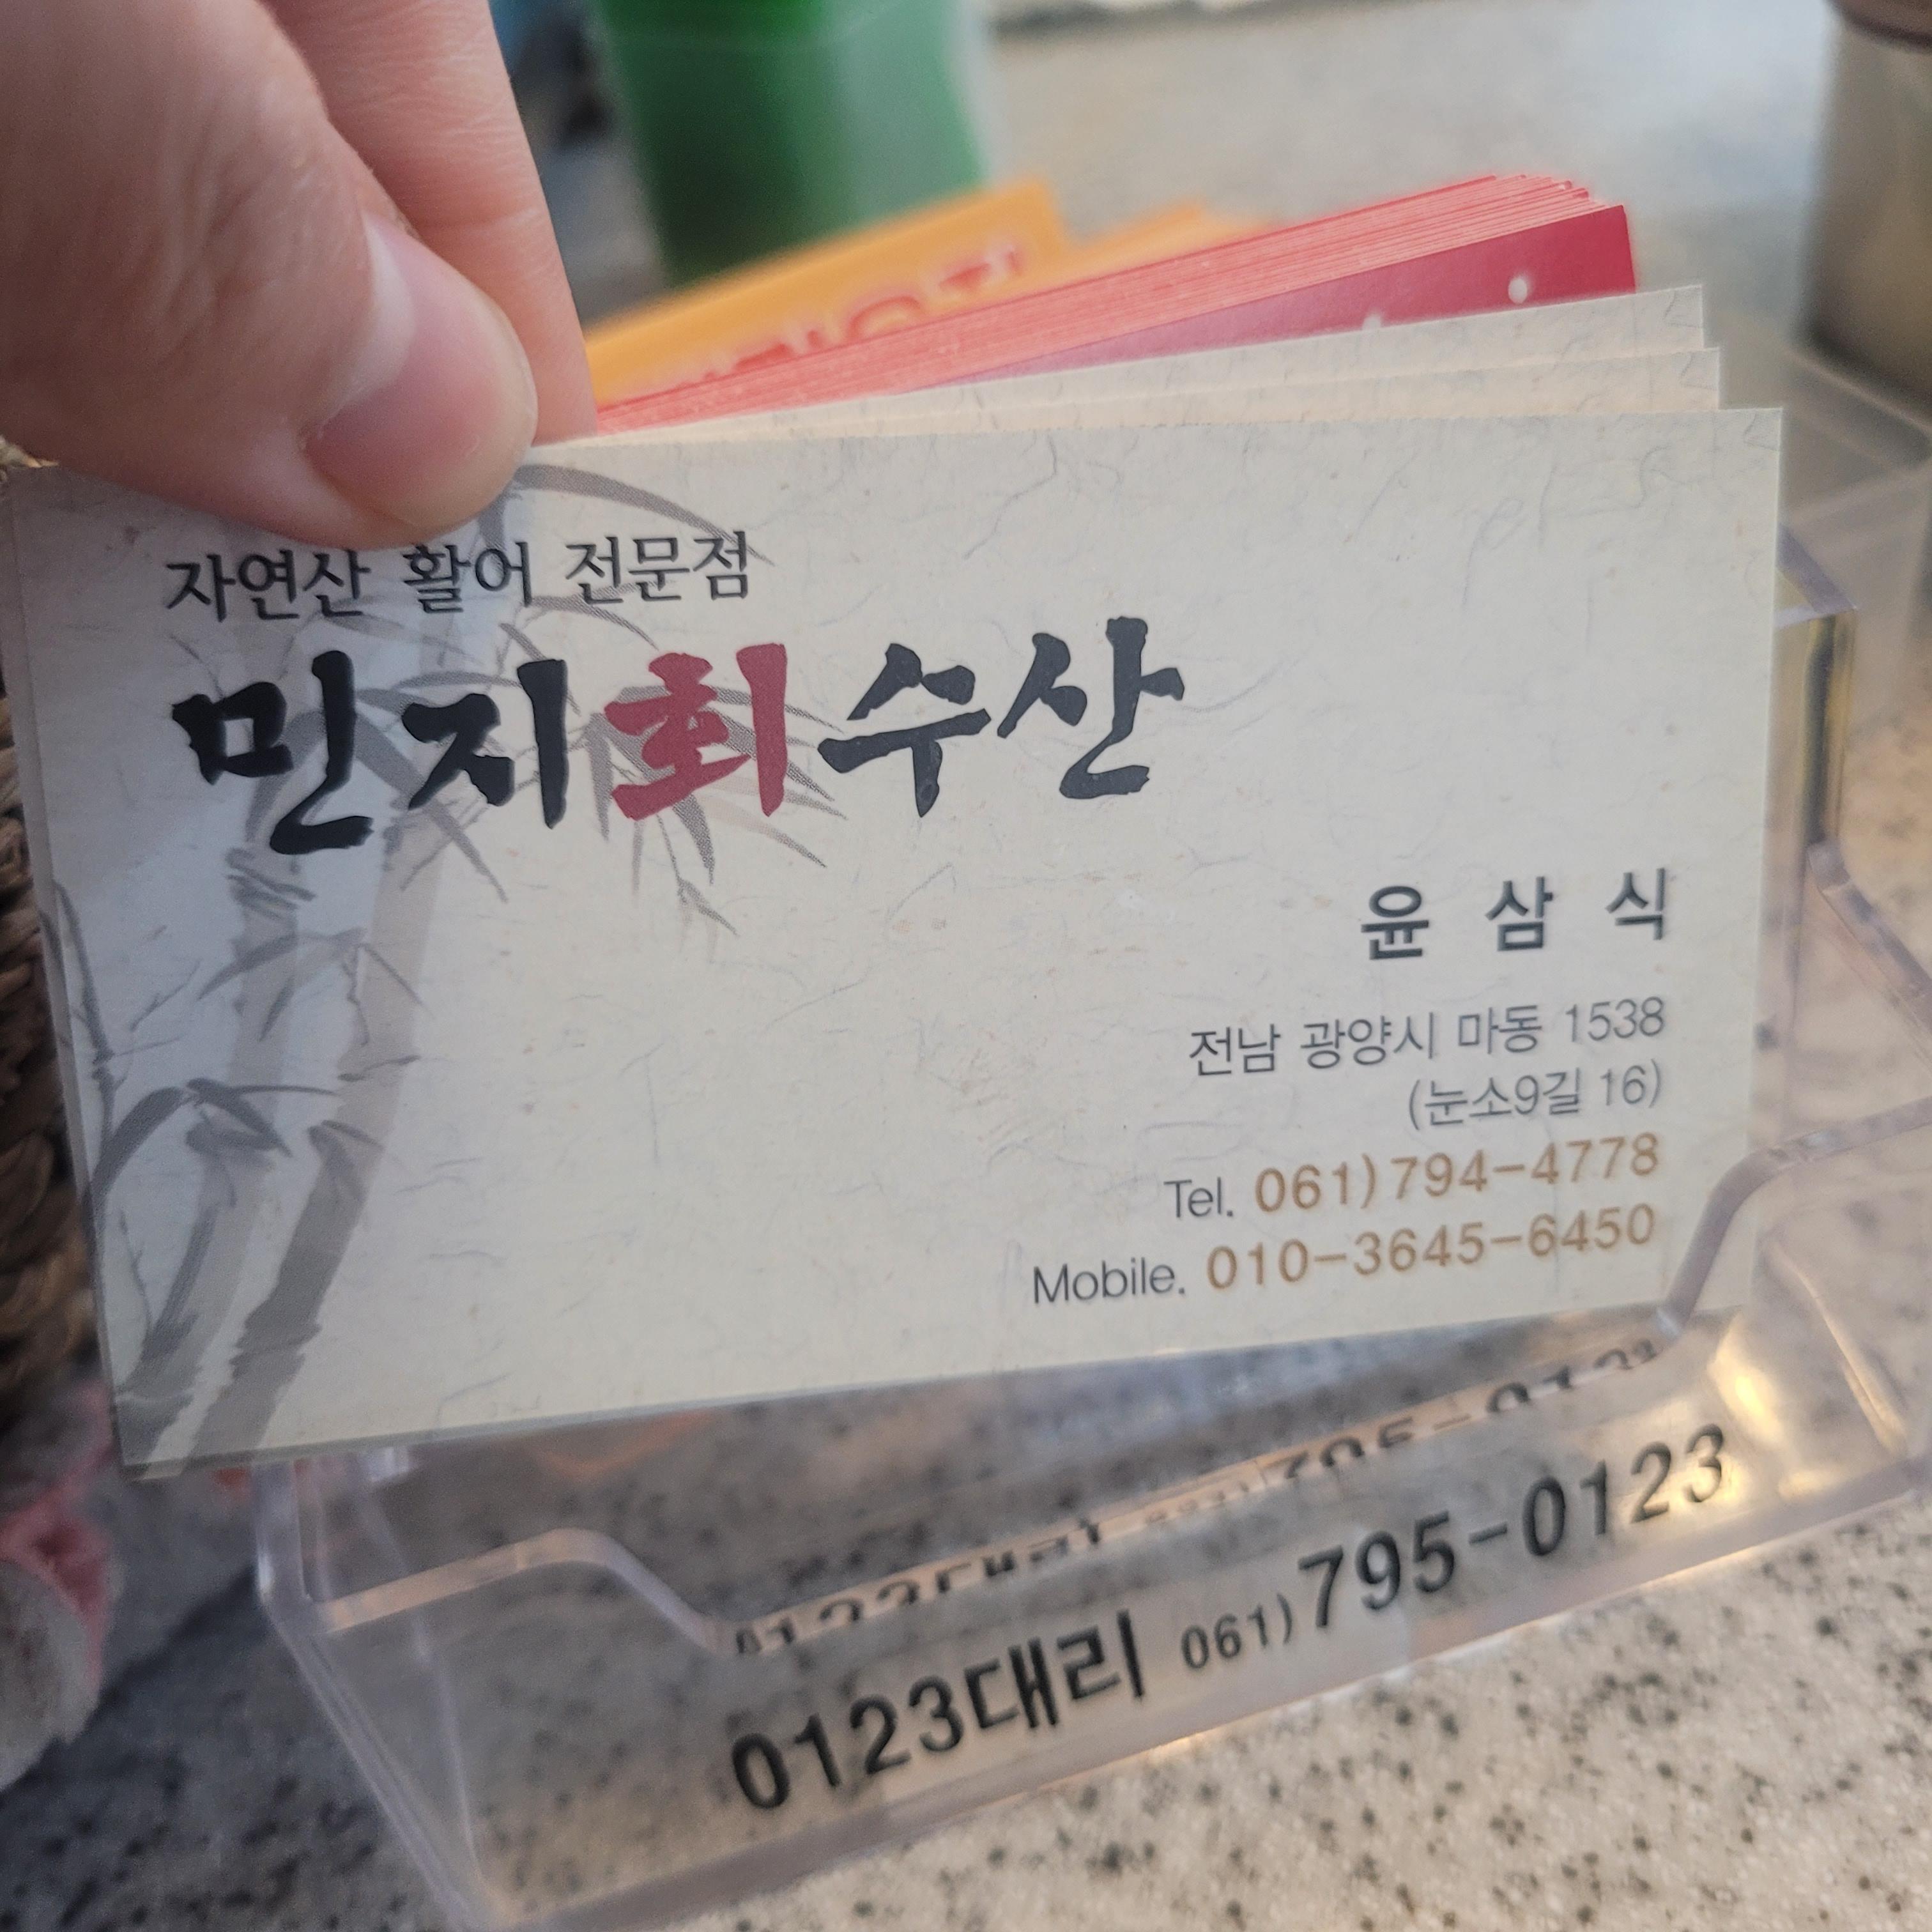 자연산 활어 전문점
민지회수산
윤 삼 식
전남 광양시 마동 1538
(눈소9길 16)
Tel. 061) 794-4778
Mobile. 010-3645-6450
0123대리 061) 795-0123